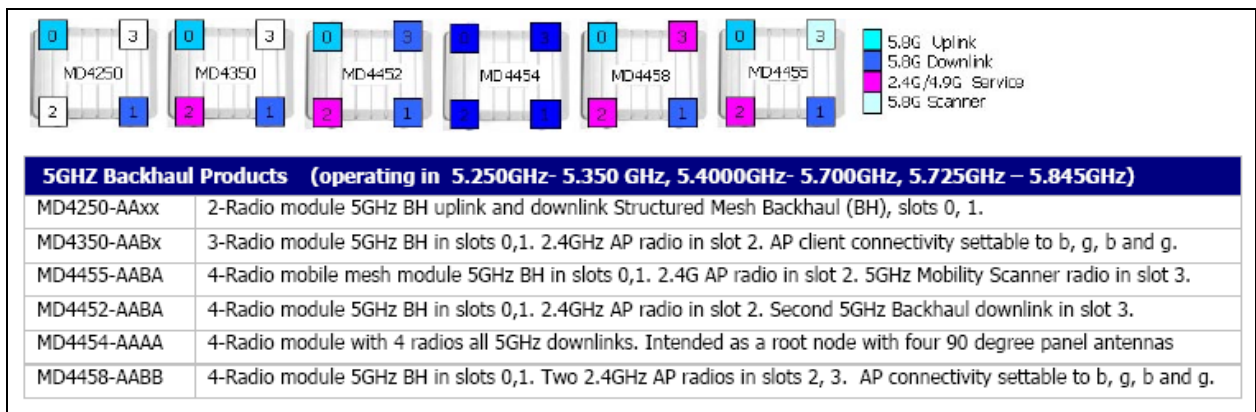 0 3 0 3 0 3 0 3 0 3 0 3
MD4250 MD4350 MD4452 MD4454 MD4458 MD4455
2 1 2 1 2 1 2 1 2 1 2 1
5.8G Uplink
5.8G Downlink
2.4G/4.9G Service
5.8G Scanner
5GHZ Backhaul Products (operating in 5.250GHz- 5.350 GHz, 5.4000GHz- 5.700GHz, 5.725GHz – 5.845GHz)
MD4250-AAxx 2-Radio module 5GHz BH uplink and downlink Structured Mesh Backhaul (BH), slots 0, 1.
MD4350-AABx 3-Radio module 5GHz BH in slots 0,1. 2.4GHz AP radio in slot 2. AP client connectivity settable to b, g, b and g.
MD4455-AABA 4-Radio mobile mesh module 5GHz BH in slots 0,1. 2.4G AP radio in slot 2. 5GHz Mobility Scanner radio in slot 3.
MD4452-AABA 4-Radio module 5GHz BH in slots 0,1. 2.4GHz AP radio in slot 2. Second 5GHz Backhaul downlink in slot 3.
MD4454-AAAA 4-Radio module with 4 radios all 5GHz downlinks. Intended as a root node with four 90 degree panel antennas
MD4458-AABB 4-Radio module 5GHz BH in slots 0,1. Two 2.4GHz AP radios in slots 2, 3. AP connectivity settable to b, g, b and g.